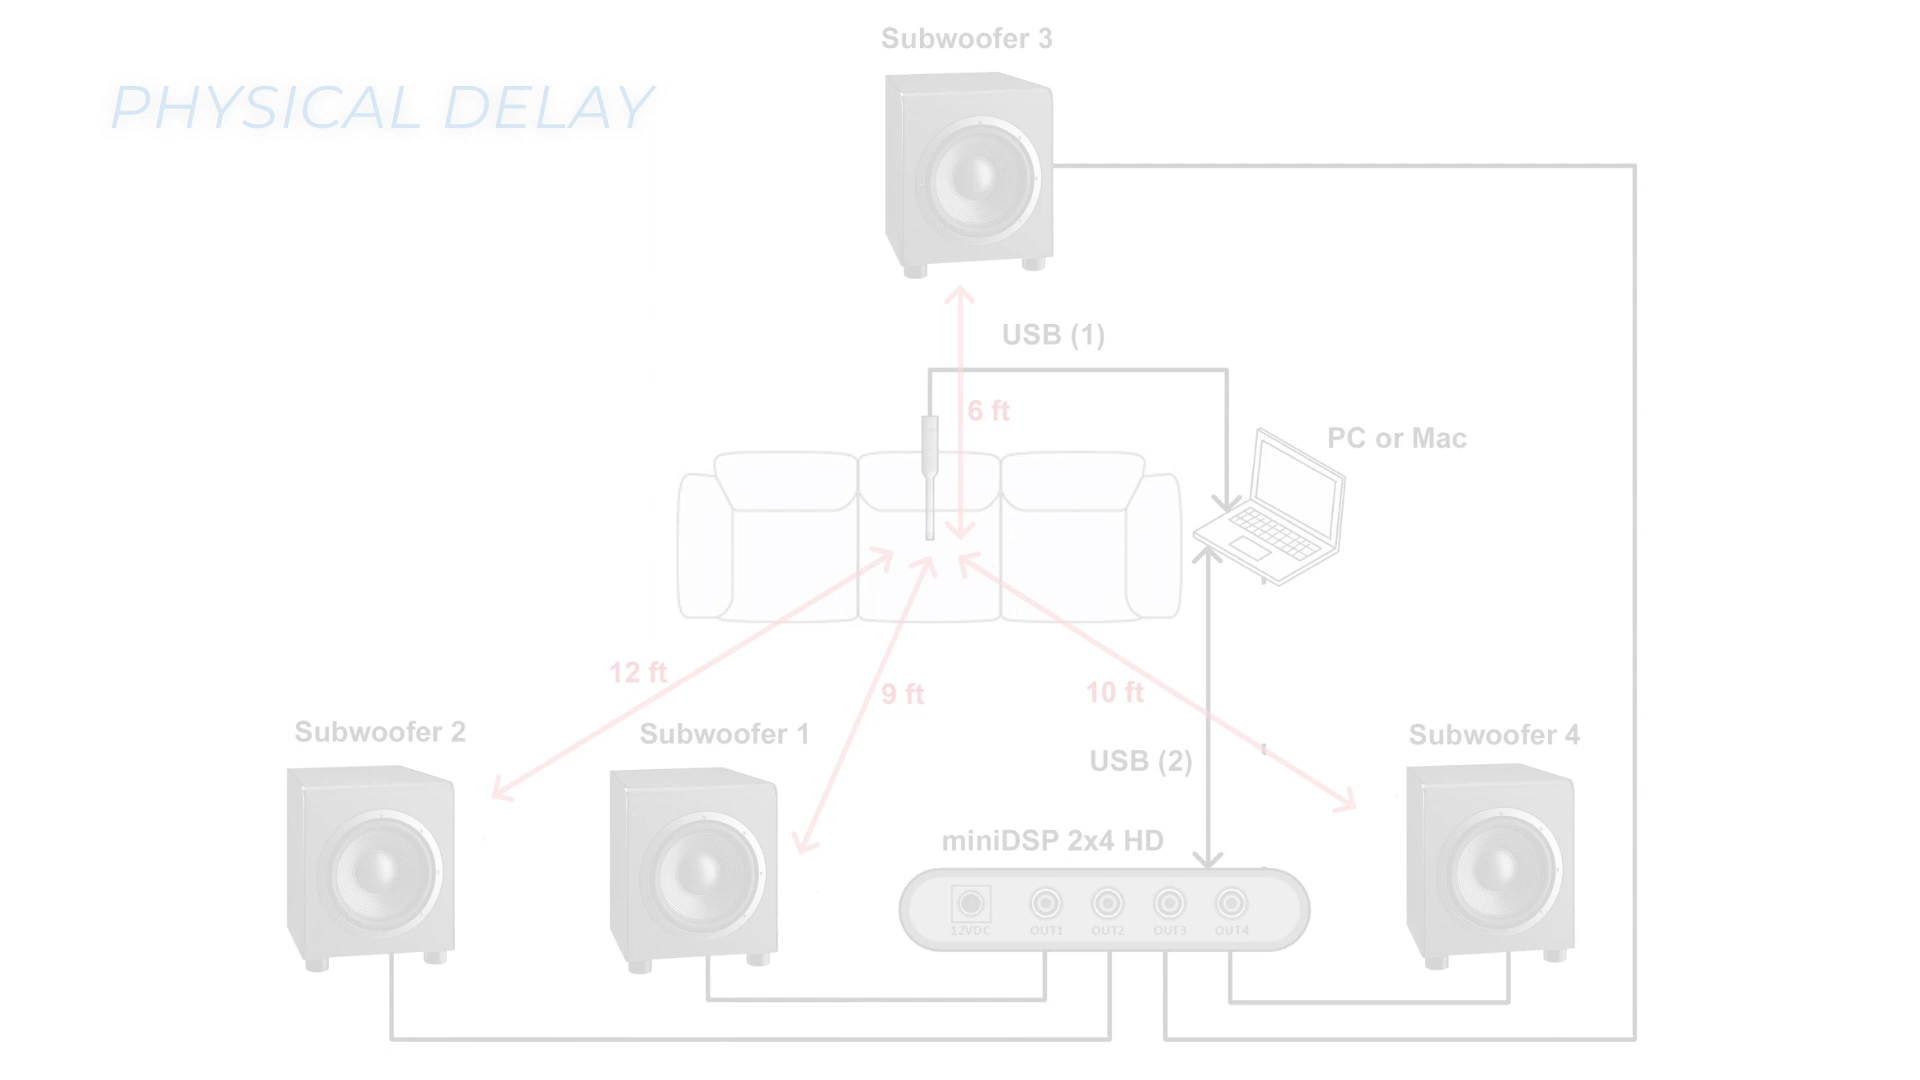 Subwoofer 3
PHYSICAL DELAY
USB (1)
6 ft
PC or Mac
12 ft
9 ft
10 ft
Subwoofer 2
Subwoofer 1
Subwoofer 4
USB (2)
miniDSP 2x4 HD
12VDC OUT1 OUT2 OUT3 OUT4